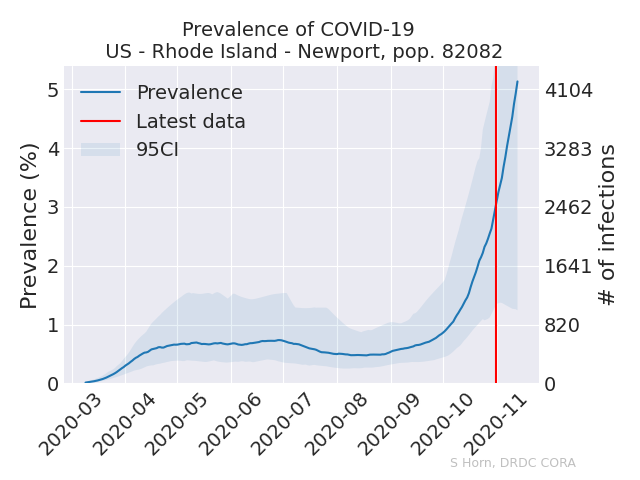 Prevalence of COVID-19
US - Rhode Island - Newport, pop. 82082
Prevalence
Latest data
95CI
Prevalence (%)
5
4
3
2
1
0
4104
3283
2462
1641
820
0
# of infections
2020-03
2020-04
2020-05
2020-06
2020-07
2020-08
2020-09
2020-10
2020-11
S Horn, DRDC CORA